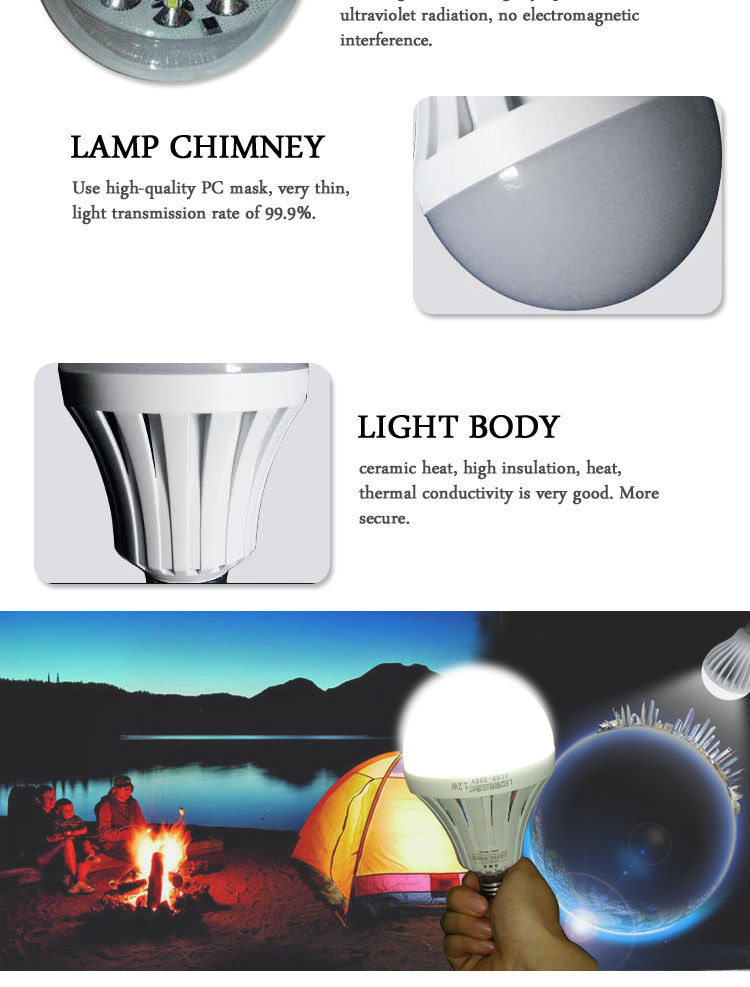 ultraviolet radiation, no electromagnetic
interference.
LAMP CHIMNEY
Use high-quality PC mask, very thin,
light transmission rate of 99.9%.
LIGHT BODY
ceramic heat, high insulation, heat,
thermal conductivity is very good. More
secure.
12W